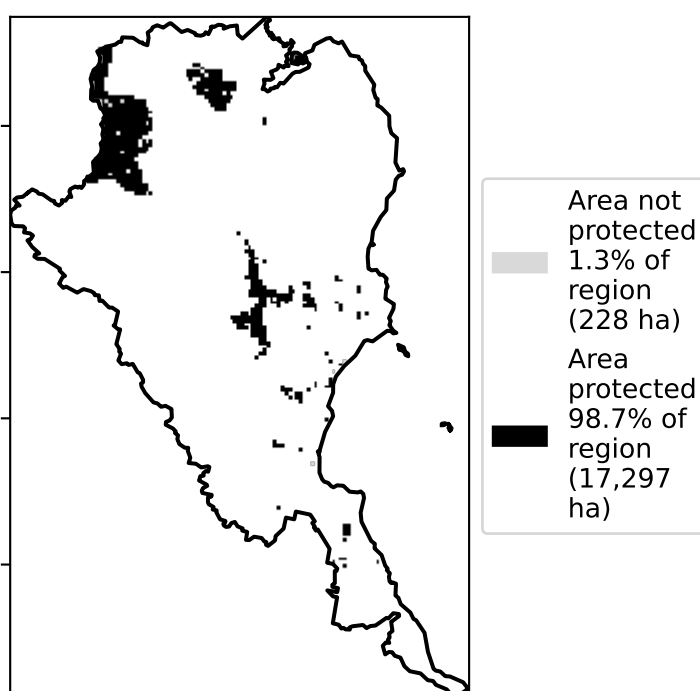 Area not
protected
1.3% of
region
(228 ha)
Area
protected
98.7% of
region
(17,297
ha)